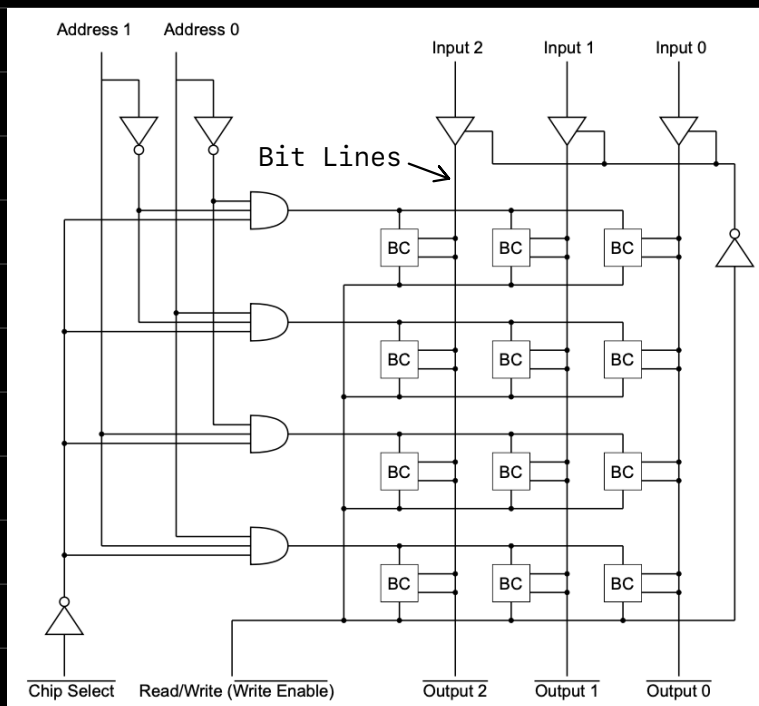 Address 1 Address 0
Input 2 Input 1 Input 0
Bit Lines
BC BC BC
BC BC BC
BC BC BC
BC BC BC
Chip Select Read/Write (Write Enable) Output 2 Output 1 Output 0